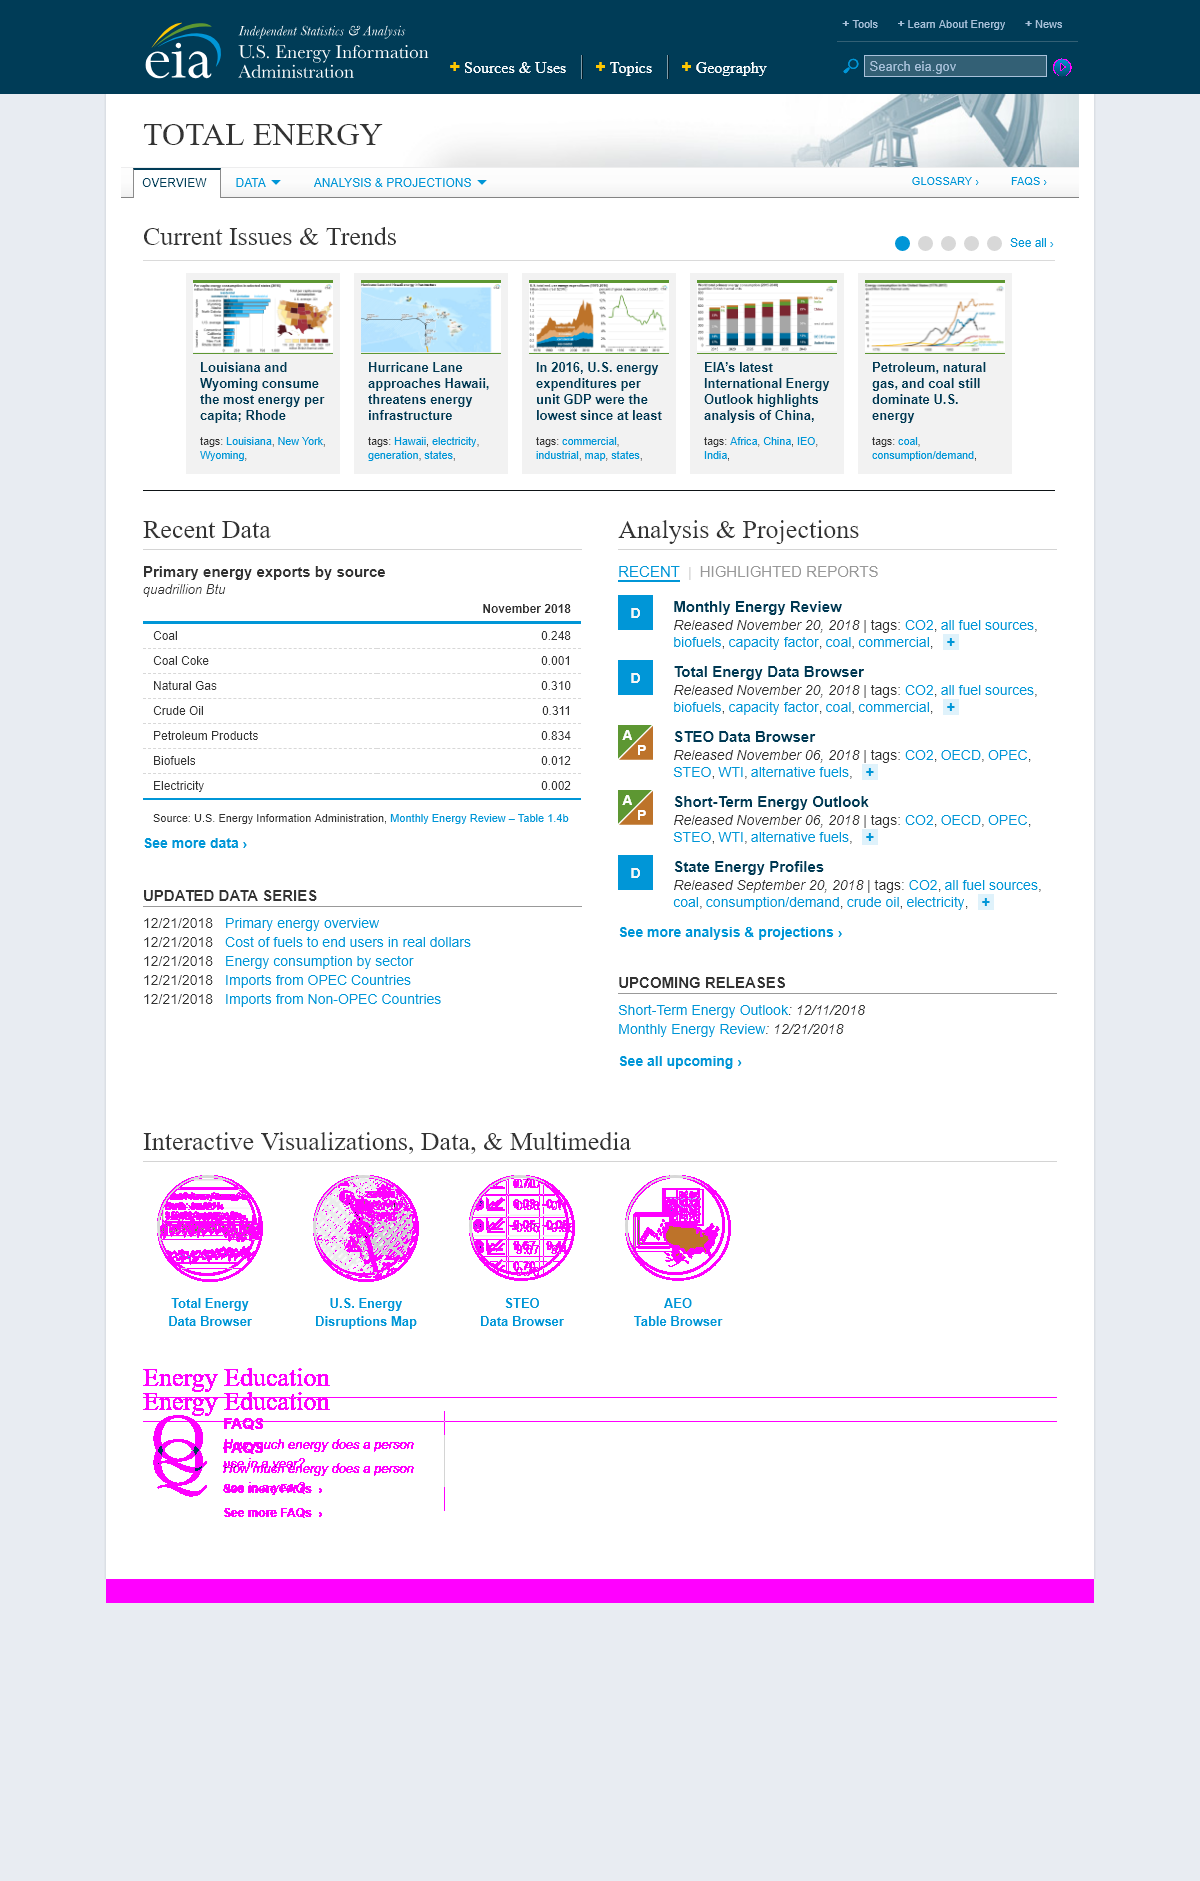 + Tools + Learn About Energy + News
Independent Statistics & Analysis
eia U.S. Energy Information
Administration
+ Sources & Uses + Topics + Geography
Search eia.gov
TOTAL ENERGY
OVERVIEW DATA ANALYSIS & PROJECTIONS GLOSSARY › FAQS ›
Current Issues & Trends
See all ›
Louisiana and
Wyoming consume
the most energy per
capita; Rhode
tags: Louisiana, New York,
Wyoming,
Hurricane Lane
approaches Hawaii,
threatens energy
infrastructure
tags: Hawaii, electricity,
generation, states,
In 2016, U.S. energy
expenditures per
unit GDP were the
lowest since at least
tags: commercial,
industrial, map, states,
EIA's latest
International Energy
Outlook highlights
analysis of China,
tags: Africa, China, IEO,
India,
Petroleum, natural
gas, and coal still
dominate U.S.
energy
tags: coal,
consumption/demand,
Recent Data
Primary energy exports by source
quadrillion Btu
November 2018
Coal 0.248
Coal Coke 0.001
Natural Gas 0.310
Crude Oil 0.311
Petroleum Products 0.834
Biofuels 0.012
Electricity 0.002
Source: U.S. Energy Information Administration, Monthly Energy Review – Table 1.4b
See more data ›
UPDATED DATA SERIES
12/21/2018 Primary energy overview
12/21/2018 Cost of fuels to end users in real dollars
12/21/2018 Energy consumption by sector
12/21/2018 Imports from OPEC Countries
12/21/2018 Imports from Non-OPEC Countries
Analysis & Projections
RECENT | HIGHLIGHTED REPORTS
D Monthly Energy Review
Released November 20, 2018 | tags: CO2, all fuel sources,
biofuels, capacity factor, coal, commercial, +
D Total Energy Data Browser
Released November 20, 2018 | tags: CO2, all fuel sources,
biofuels, capacity factor, coal, commercial, +
A P STEO Data Browser
Released November 06, 2018 | tags: CO2, OECD, OPEC,
STEO, WTI, alternative fuels, +
A P Short-Term Energy Outlook
Released November 06, 2018 | tags: CO2, OECD, OPEC,
STEO, WTI, alternative fuels, +
D State Energy Profiles
Released September 20, 2018 | tags: CO2, all fuel sources,
coal, consumption/demand, crude oil, electricity, +
See more analysis & projections ›
UPCOMING RELEASES
Short-Term Energy Outlook: 12/11/2018
Monthly Energy Review: 12/21/2018
See all upcoming ›
Interactive Visualizations, Data, & Multimedia
Total Energy
Data Browser
U.S. Energy
Disruptions Map
STEO
Data Browser
AEO
Table Browser
Energy Education
Energy Education
Q
Q
FAQS
How much energy does a person
use in a year?
FAQS
How much energy does a person
use in a year?
See more FAQs ›
See more FAQs ›